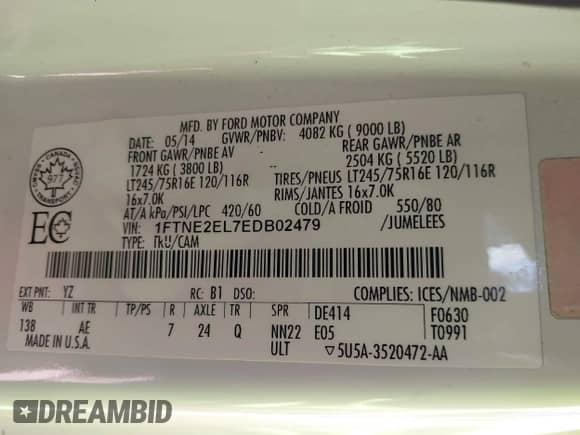 MFD. BY FORD MOTOR COMPANY
DATE: 05/14 GVWR/PNBV: 4082 KG ( 9000 LB)
FRONT GAWR/PNBE AV REAR GAWR/PNBE AR
1724 KG ( 3800 LB) 2504 KG ( 5520 LB)
LT245/75R16E 120/116R TIRES/PNEUS LT245/75R16E 120/116R
16x7.0K RIMS/JANTES 16x7.0K
AT/A kPa/PSI/LPC 420/60 COLD/A FROID 550/80
VIN: 1FTNE2EL7EDB02479 /JUMELEES
TYPE: TRU/CAM
CANADA
977
TRANSPORT
EC
EXT PNT: YZ RC: B1 DSO: COMPLIES: ICES/NMB-002
WB INT TR TP/PS R AXLE TR SPR DE414 F0630
138 AE 7 24 Q NN22 E05 T0991
MADE IN U.S.A. ULT ▽5U5A-3520472-AA
DREAMBID